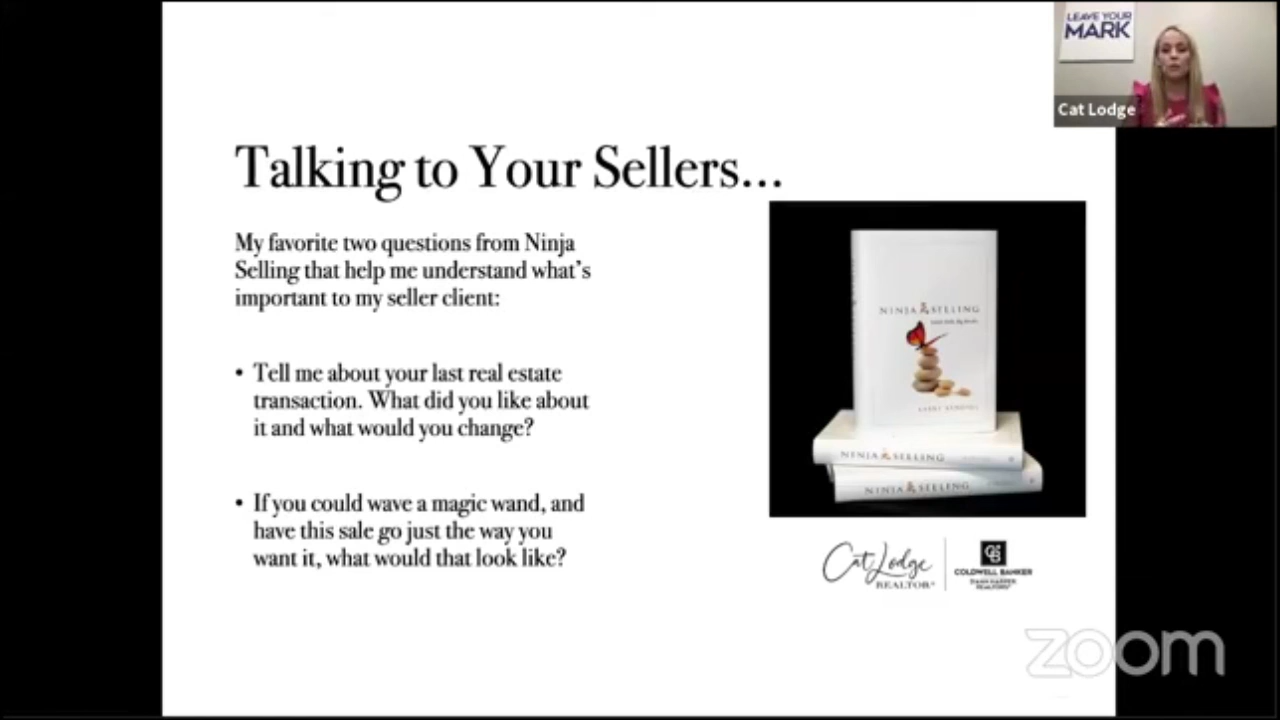 LEAVE YOUR
MARK
Cat Lodge
Talking to Your Sellers...
My favorite two questions from Ninja
Selling that help me understand what's
important to my seller client:
• Tell me about your last real estate
transaction. What did you like about
it and what would you change?
• If you could wave a magic wand, and
have this sale go just the way you
want it, what would that look like?
NINJA SELLING
NINJA SELLING
NINJA SELLING
Cat Lodge
REALTOR®
COLDWELL BANKER
zoom